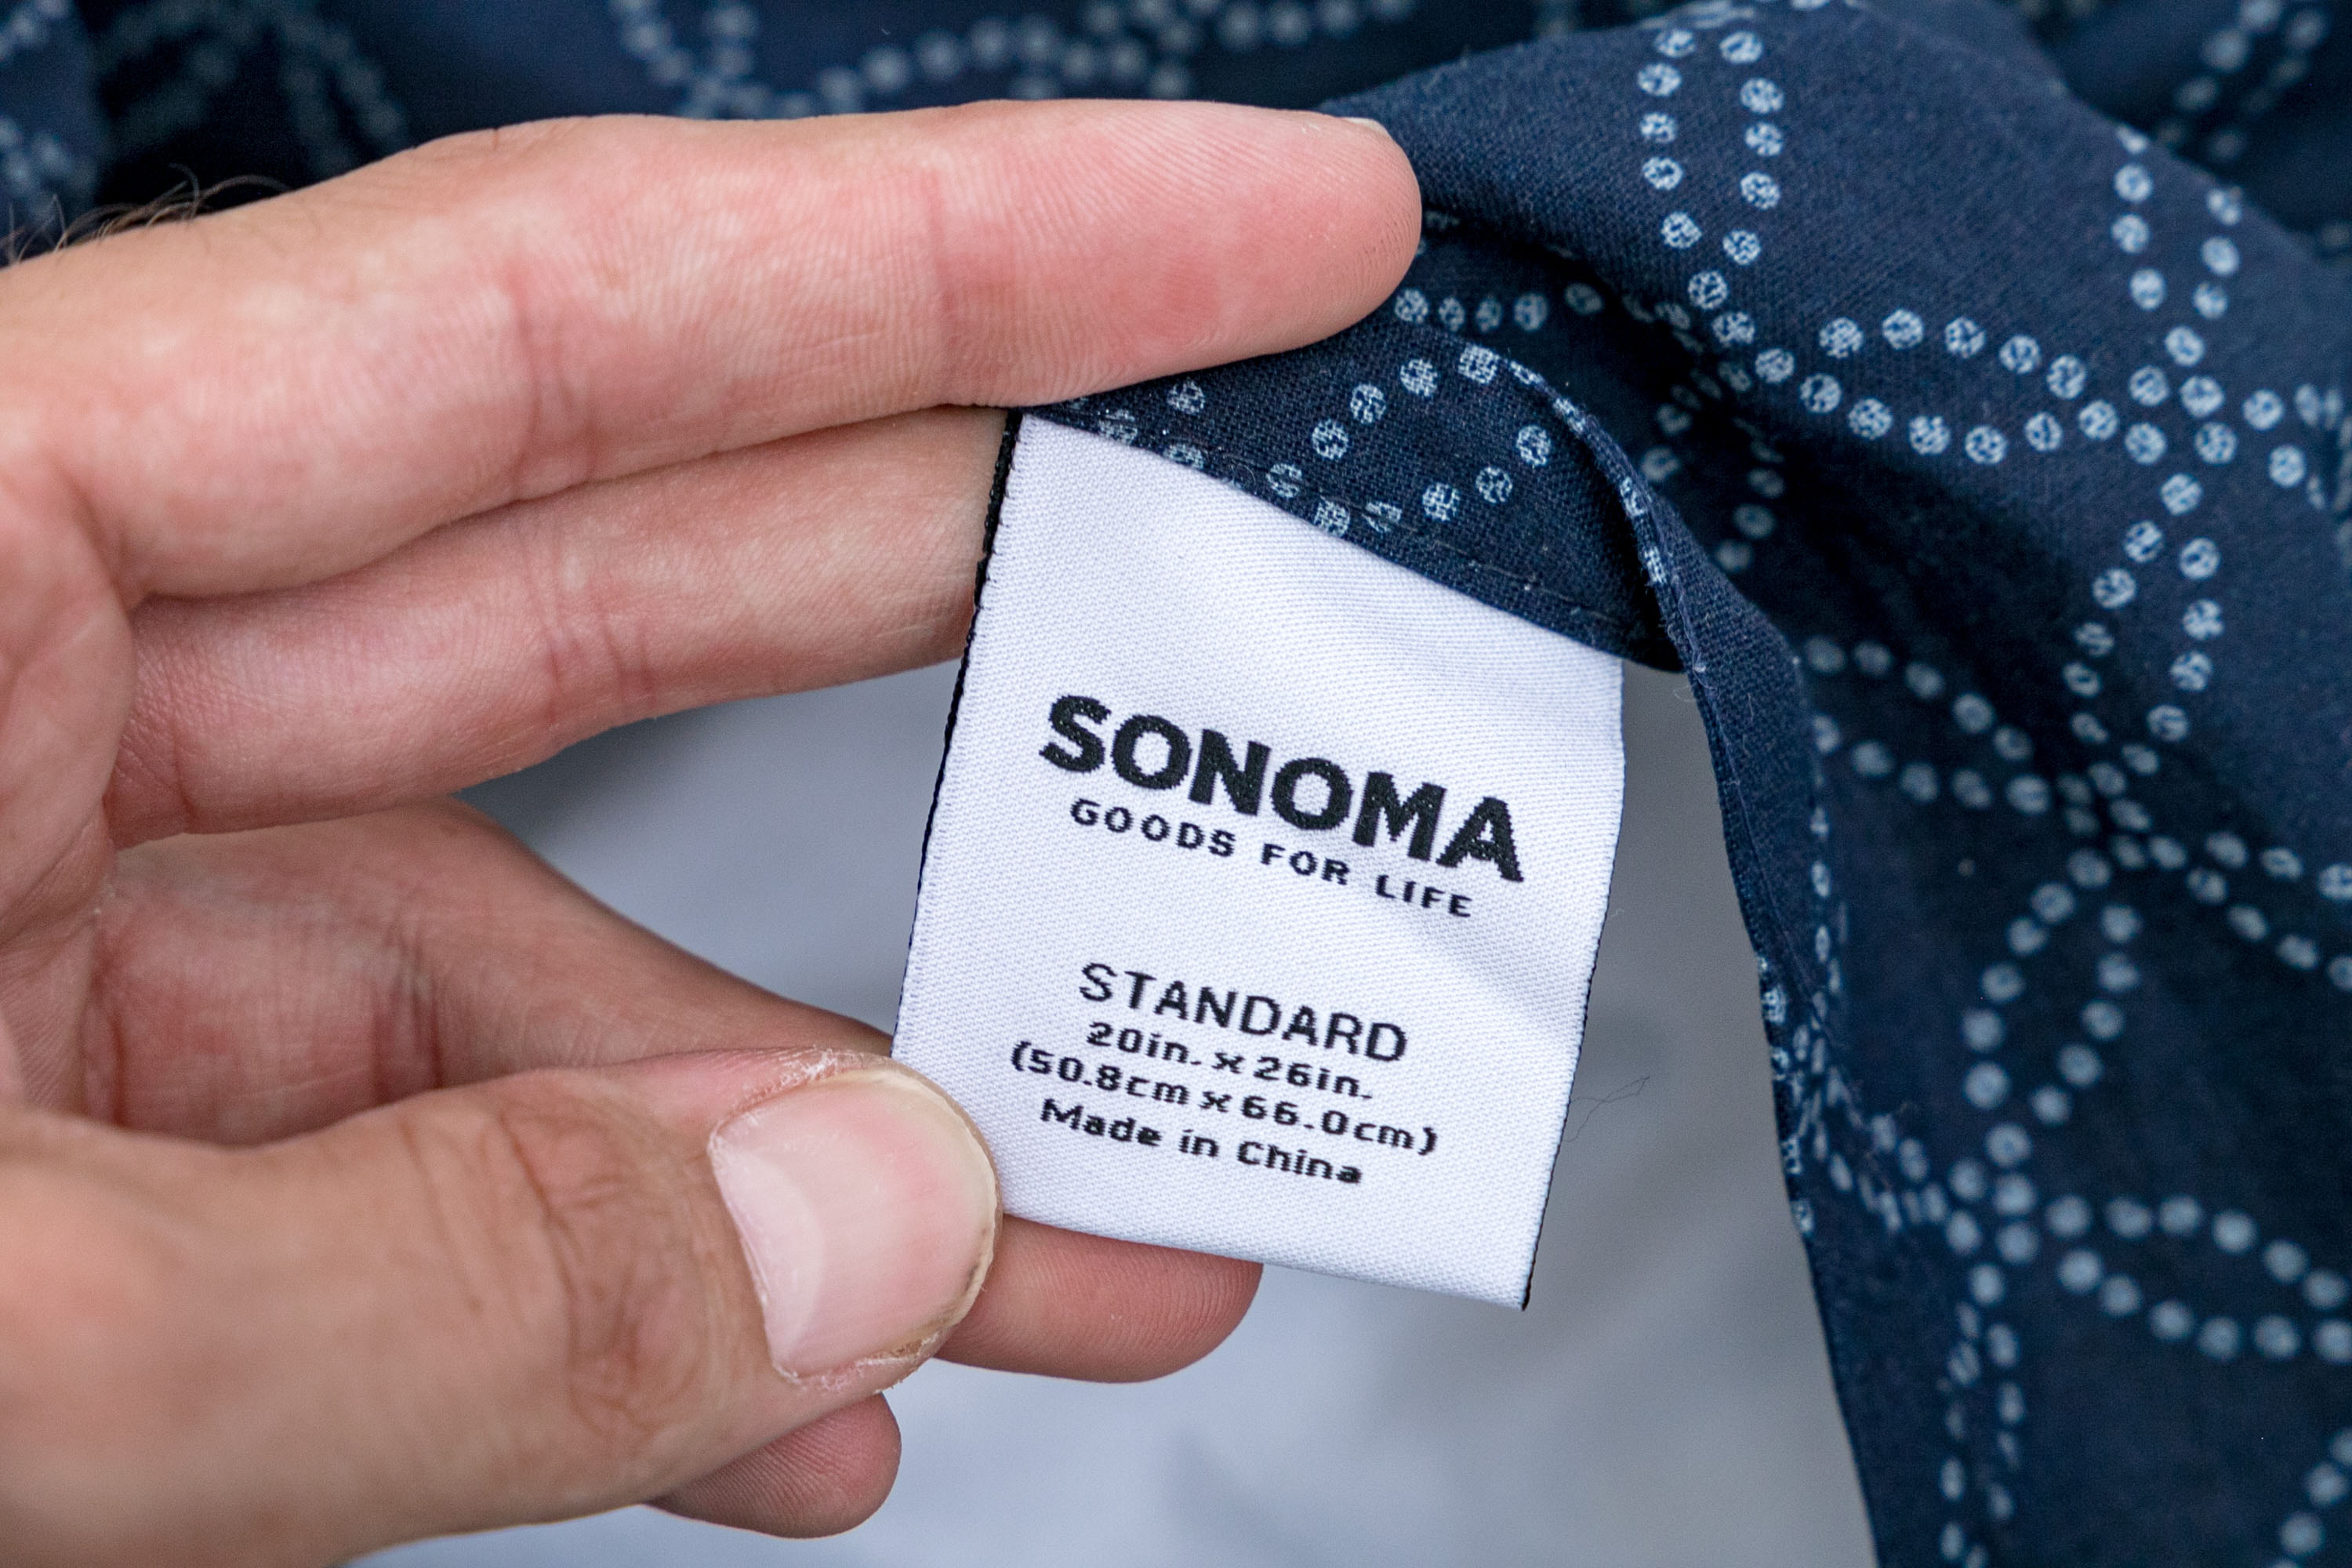 SONOMA
GOODS FOR LIFE
STANDARD
20in. x 26in.
(50.8cm x 66.0cm)
Made in China